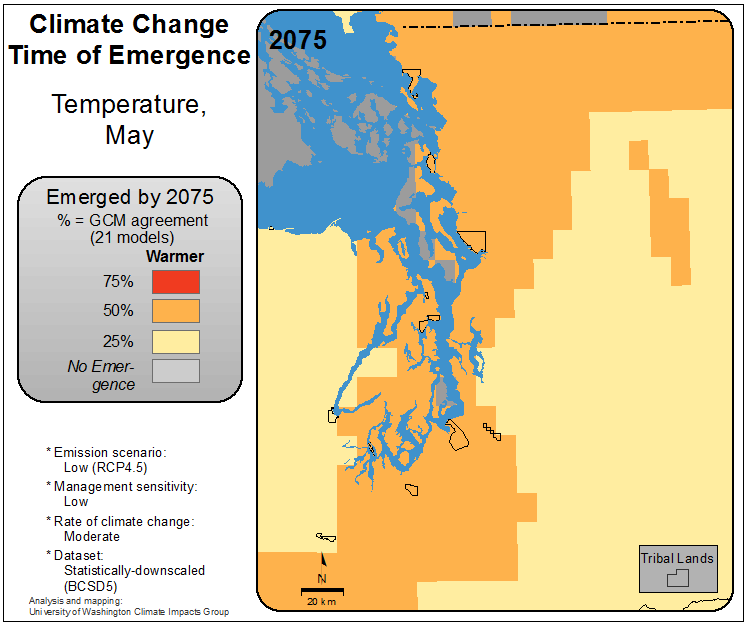 Climate Change
Time of Emergence
Temperature,
May
Emerged by 2075
% = GCM agreement
(21 models)
Warmer
75%
50%
25%
No Emer-
gence
* Emission scenario:
Low (RCP4.5)
* Management sensitivity:
Low
* Rate of climate change:
Moderate
* Dataset:
Statistically-downscaled
(BCSD5)
Analysis and mapping:
University of Washington Climate Impacts Group
2075
N
20 km
Tribal Lands